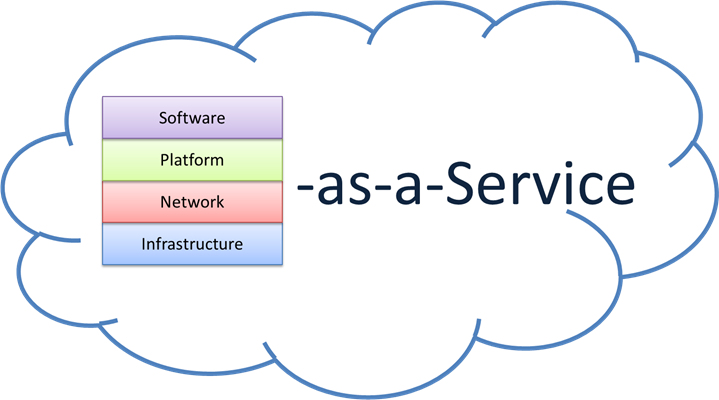 Software
Platform
Network
Infrastructure
-as-a-Service